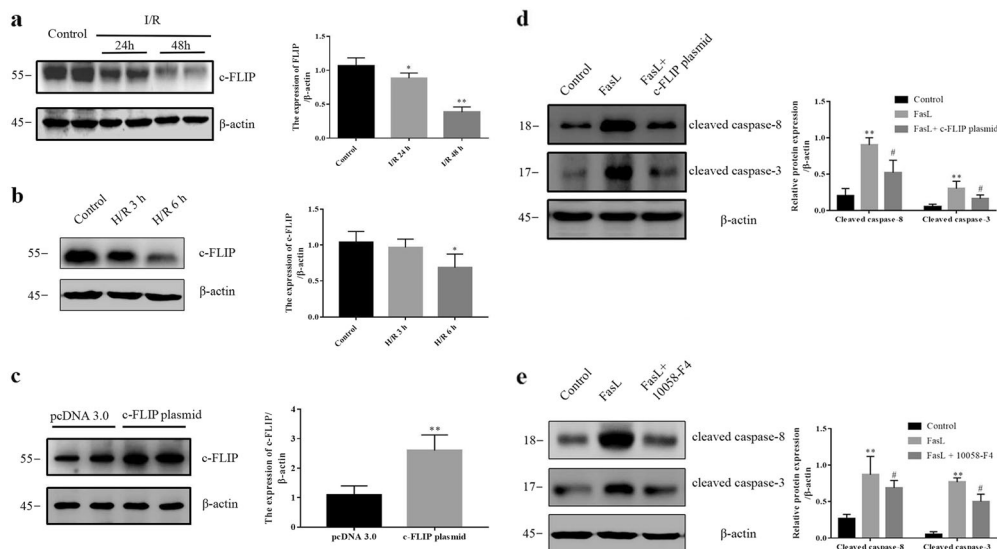 a
I/R
Control
24h
48h
55
c-FLIP
45
β-actin
The expression of FLIP
/β-actin
1.5
1.0
0.5
0.0
Control
I/R 24 h
I/R 48 h
*
**
b
Control
H/R 3 h
H/R 6 h
55
c-FLIP
45
β-actin
The expression of c-FLIP
/β-actin
1.5
1.0
0.5
0.0
Control
H/R 3 h
H/R 6 h
*
c
pcDNA 3.0
c-FLIP plasmid
55
c-FLIP
45
β-actin
The expression of c-FLIP/
β-actin
4
3
2
1
0
pcDNA 3.0
c-FLIP plasmid
**
d
Control
FasL
FasL+
c-FLIP plasmid
18
cleaved caspase-8
17
cleaved caspase-3
45
β-actin
Relative protein expression
/β-actin
1.5
1.0
0.5
0.0
Control
FasL
FasL+ c-FLIP plasmid
**
#
**
#
Cleaved caspase-8
Cleaved caspase-3
e
Control
FasL
FasL+
10058-F4
18
cleaved caspase-8
17
cleaved caspase-3
45
β-actin
Relative protein expression
/β-actin
1.5
1.0
0.5
0.0
Control
FasL
FasL + 10058-F4
**
#
**
#
Cleaved caspase-8
Cleaved caspase-3